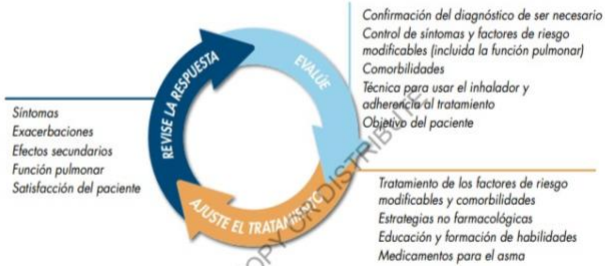 Confirmación del diagnóstico de ser necesario
Control de síntomas y factores de riesgo
modificables (incluida la función pulmonar)
Comorbilidades
Técnica para usar el inhalador y
adherencia al tratamiento
Objetivo del paciente
EVALÚE
REVISE LA RESPUESTA
Síntomas
Exacerbaciones
Efectos secundarios
Función pulmonar
Satisfacción del paciente
AJUSTE EL TRATAMIENTO
Tratamiento de los factores de riesgo
modificables y comorbilidades
Estrategias no farmacológicas
Educación y formación de habilidades
Medicamentos para el asma
COPY OR DISTRIBUTE